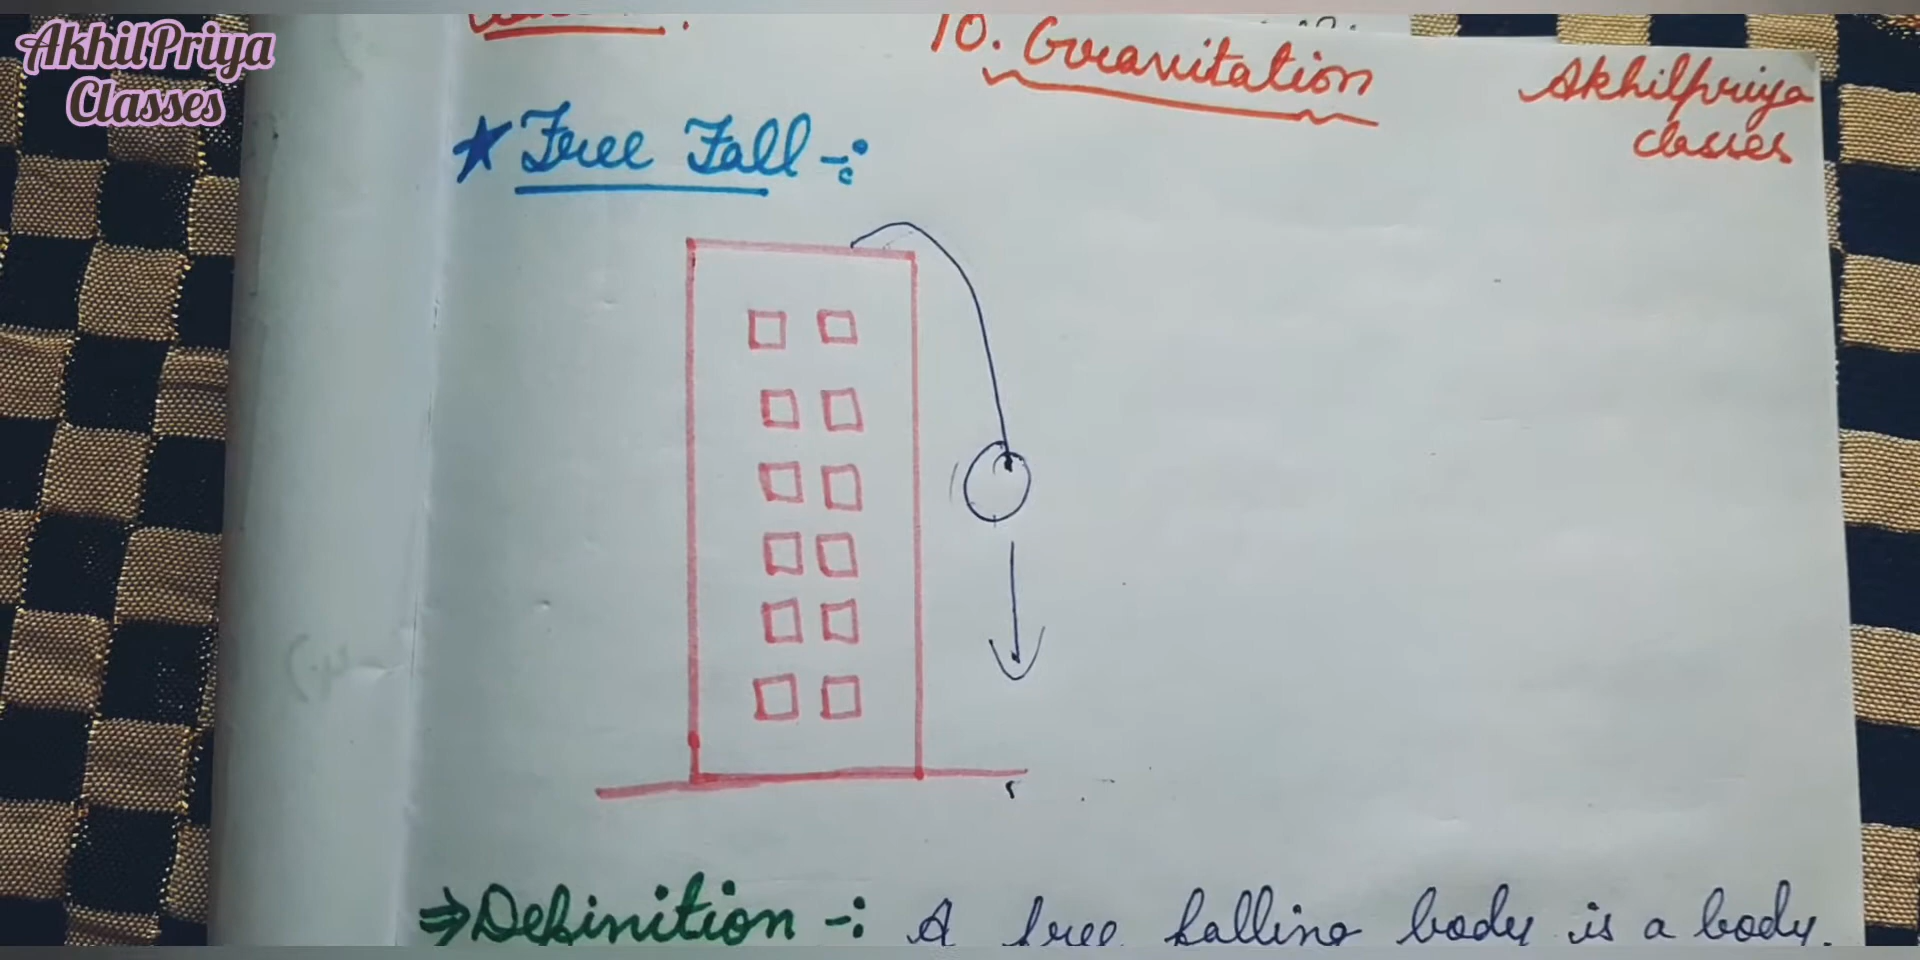 AkhilPriya
Classes
10. Gravitation
Akhilpriya
classes
★ Free Fall -:
⇒ Definition -: A free falling body is a body